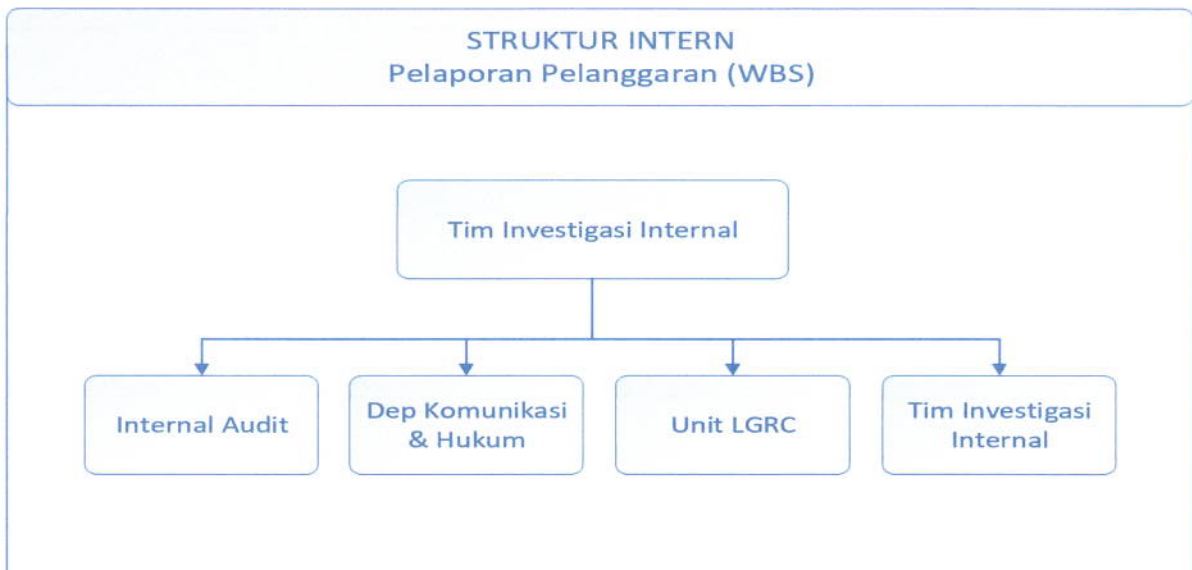 STRUKTUR INTERN
Pelaporan Pelanggaran (WBS)
Tim Investigasi Internal
Internal Audit
Dep Komunikasi
& Hukum
Unit LGRC
Tim Investigasi
Internal